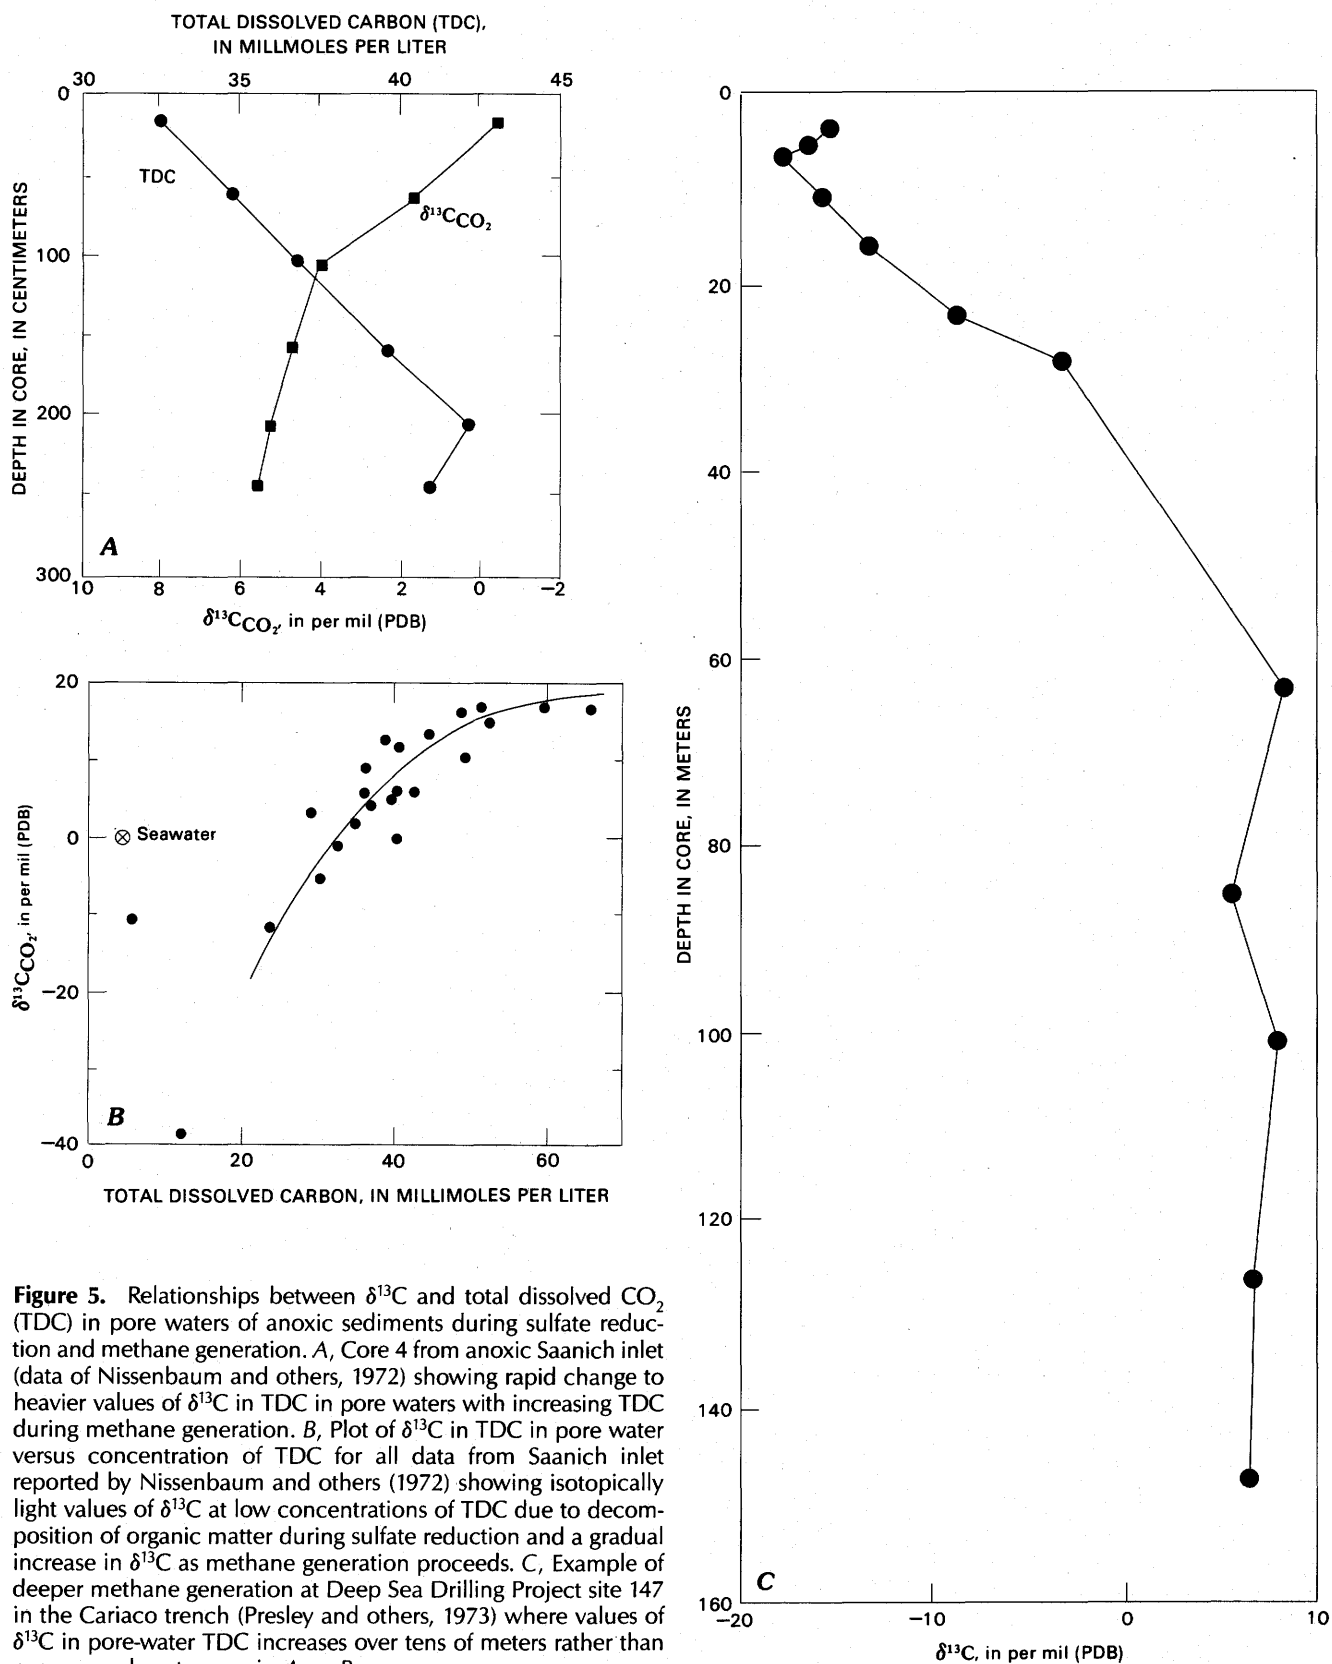 TOTAL DISSOLVED CARBON (TDC),
IN MILLMOLES PER LITER
30 35 40 45
0
100
200
300
DEPTH IN CORE, IN CENTIMETERS
TDC
δ¹³CCO₂
A
10 8 6 4 2 0 −2
δ¹³CCO₂, in per mil (PDB)
20
0
−20
−40
δ¹³CCO₂, in per mil (PDB)
⊗ Seawater
B
0 20 40 60
TOTAL DISSOLVED CARBON, IN MILLIMOLES PER LITER
0
20
40
60
80
100
120
140
160
DEPTH IN CORE, IN METERS
C
−20 −10 0 10
δ¹³C, in per mil (PDB)
Figure 5. Relationships between δ¹³C and total dissolved CO₂
(TDC) in pore waters of anoxic sediments during sulfate reduc-
tion and methane generation. A, Core 4 from anoxic Saanich inlet
(data of Nissenbaum and others, 1972) showing rapid change to
heavier values of δ¹³C in TDC in pore waters with increasing TDC
during methane generation. B, Plot of δ¹³C in TDC in pore water
versus concentration of TDC for all data from Saanich inlet
reported by Nissenbaum and others (1972) showing isotopically
light values of δ¹³C at low concentrations of TDC due to decom-
position of organic matter during sulfate reduction and a gradual
increase in δ¹³C as methane generation proceeds. C, Example of
deeper methane generation at Deep Sea Drilling Project site 147
in the Cariaco trench (Presley and others, 1973) where values of
δ¹³C in pore-water TDC increases over tens of meters rather than